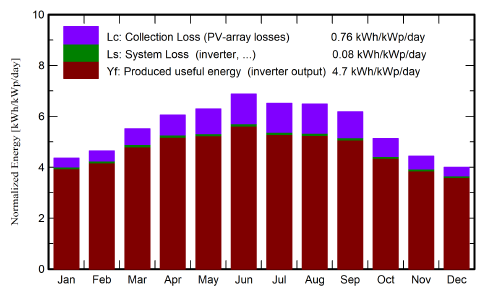 10
8
6
4
2
0
Normalized Energy [kWh/kWp/day]
Lc: Collection Loss (PV-array losses) 0.76 kWh/kWp/day
Ls: System Loss (inverter, ...) 0.08 kWh/kWp/day
Yf: Produced useful energy (inverter output) 4.7 kWh/kWp/day
Jan Feb Mar Apr May Jun Jul Aug Sep Oct Nov Dec